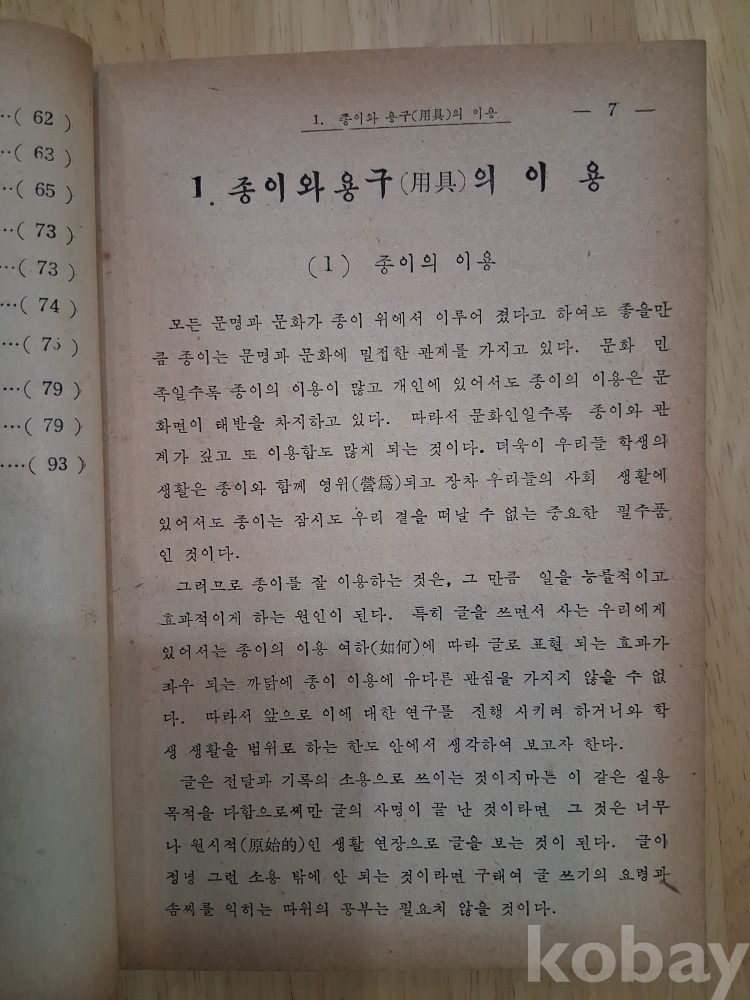 ··( 62 )
··( 63 )
··( 65 )
··( 73 )
···( 73 )
···( 74 )
···( 75 )
···( 79 )
···( 79 )
····( 93 )
1. 종이와 용구(用具)의 이용 — 7 —
1. 종이와용구(用具)의 이 용
(1) 종이의 이용
모든 문명과 문화가 종이 위에서 이루어 졌다고 하여도 좋을만
큼 종이는 문명과 문화에 밀접한 관계를 가지고 있다. 문화 민
족일수록 종이의 이용이 많고 개인에 있어서도 종이의 이용은 문
화면이 태반을 차지하고 있다. 따라서 문화인일수록 종이와 관
계가 깊고 또 이용함도 많게 되는 것이다. 더욱이 우리들 학생의
생활은 종이와 함께 영위(營爲)되고 장차 우리들의 사회 생활에
있어서도 종이는 잠시도 우리 곁을 떠날 수 없는 중요한 필수품
인 것이다.
그러므로 종이를 잘 이용하는 것은, 그 만큼 일을 능률적이고
효과적이게 하는 원인이 된다. 특히 글을 쓰면서 사는 우리에게
있어서는 종이의 이용 여하(如何)에 따라 글로 표현 되는 효과가
좌우 되는 까닭에 종이 이용에 유다른 관심을 가지지 않을 수 없
다. 따라서 앞으로 이에 대한 연구를 진행 시키려 하거니와 학
생 생활을 범위로 하는 한도 안에서 생각하여 보고자 한다.
글은 전달과 기록의 소용으로 쓰이는 것이지마는 이 같은 실용
목적을 다함으로써만 글의 사명이 끝 난 것이라면 그 것은 너무
나 원시적(原始的)인 생활 연장으로 글을 보는 것이 된다. 글이
정녕 그런 소용 밖에 안 되는 것이라면 구태여 글 쓰기의 요령과
솜씨를 익히는 따위의 공부는 필요치 않을 것이다.
kobay